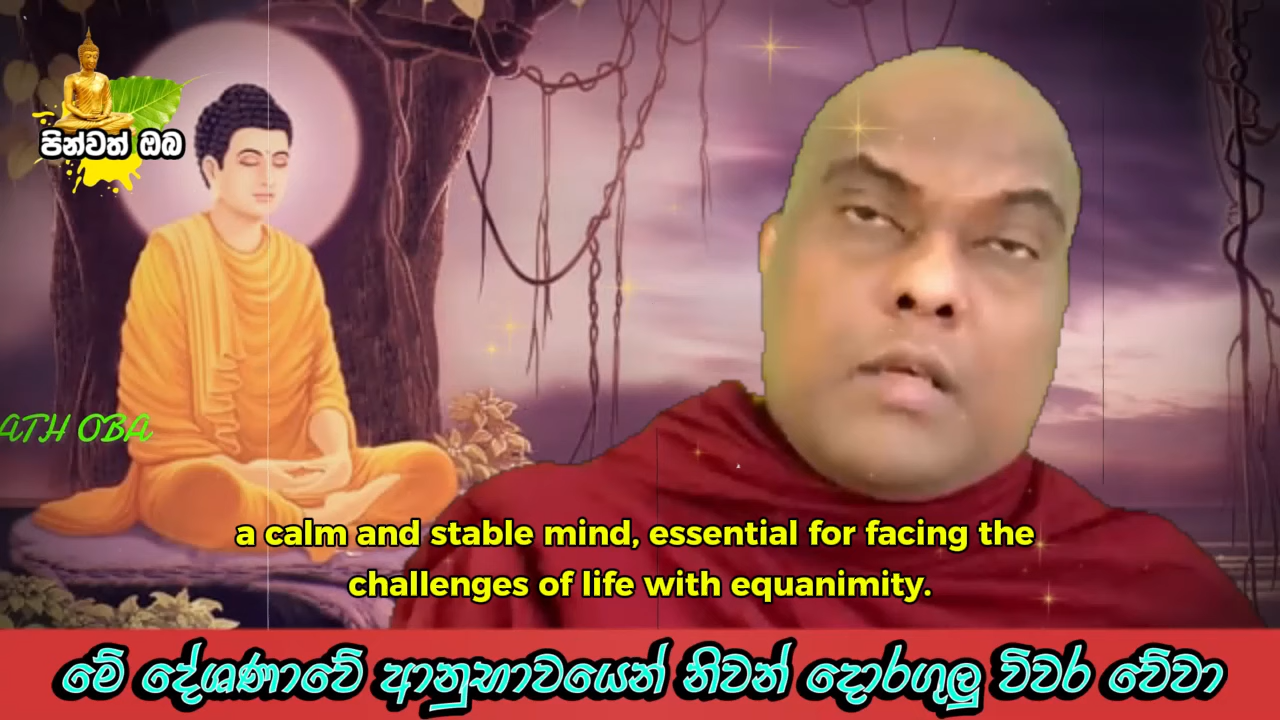 පින්වත් ඔබ
ATH OBA
a calm and stable mind, essential for facing the
challenges of life with equanimity.
මේ දේශණාවේ ආනුභාවයෙන් නිවන් දොරගුලු විවර වේවා